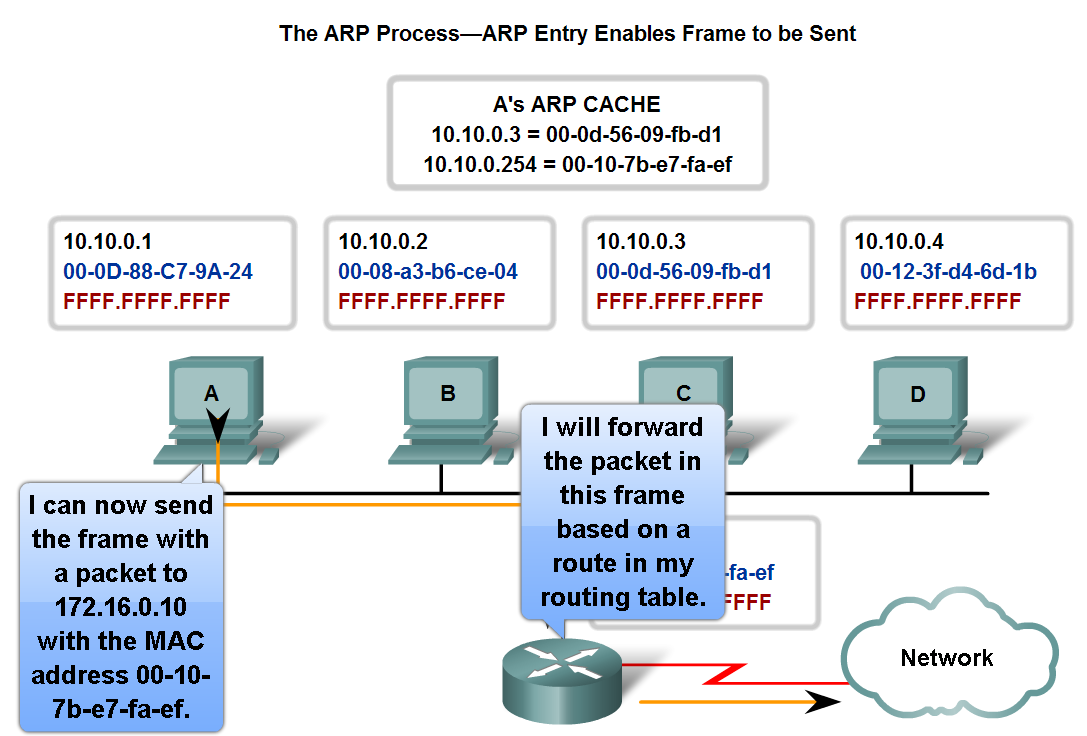 The ARP Process—ARP Entry Enables Frame to be Sent
A's ARP CACHE
10.10.0.3 = 00-0d-56-09-fb-d1
10.10.0.254 = 00-10-7b-e7-fa-ef
10.10.0.1
00-0D-88-C7-9A-24
FFFF.FFFF.FFFF
10.10.0.2
00-08-a3-b6-ce-04
FFFF.FFFF.FFFF
10.10.0.3
00-0d-56-09-fb-d1
FFFF.FFFF.FFFF
10.10.0.4
00-12-3f-d4-6d-1b
FFFF.FFFF.FFFF
A
B
C
D
I can now send
the frame with
a packet to
172.16.0.10
with the MAC
address 00-10-
7b-e7-fa-ef.
I will forward
the packet in
this frame
based on a
route in my
routing table.
-fa-ef
FFFF
Network